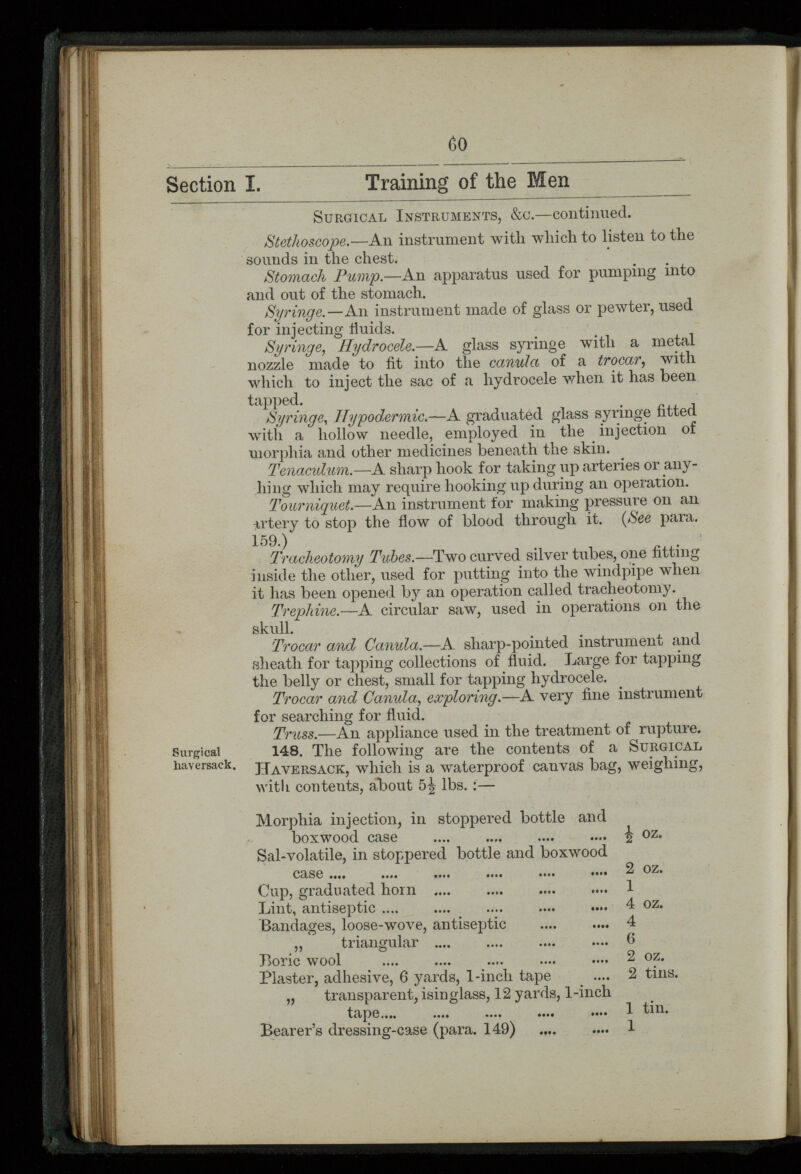 60
Section I. Training of the Men
Surgical Instruments, &c.—continued.
Stethoscope.—An instrument with which to listen to the
sounds in the chest.
Stomach Pump.—An apparatus used for pumping into
and out of the stomach.
Syringe.—An instrument made of glass or pewter, used
for injecting fluids.
Syringe, Hydrocele.—A glass syringe with a metal
nozzle made to fit into the canula of a trocar, with
which to inject the sac of a hydrocele when it has been
tapped.
Syringe, Hypodermic.—A graduated glass syringe fitted
with a hollow needle, employed in the injection of
morphia and other medicines beneath the skin.
Tenaculum.—A sharp hook for taking up arteries or any-
hing which may require hooking up during an operation.
Tourniquet.—An instrument for making pressure on an
artery to stop the flow of blood through it. (See para.
159.)
Tracheotomy Tubes.—Two curved silver tubes, one fitting
inside the other, used for putting into the windpipe when
it has been opened by an operation called tracheotomy.
Trephine.—A circular saw, used in operations on the
skull.
Trocar and Canula.—A sharp-pointed instrument and
sheath for tapping collections of fluid. Large for tapping
the belly or chest, small for tapping hydrocele.
Trocar and Canula, exploring.—A very fine instrument
for searching for fluid.
Truss.—An appliance used in the treatment of rupture.
Surgical haversack.
148. The following are the contents of a Surgical
Haversack, which is a waterproof canvas bag, weighing,
with contents, about 5½ lbs. :—
Morphia injection, in stoppered bottle and
boxwood case .... .... .... .... ½ oz.
Sal-volatile, in stoppered bottle and boxwood
case .... .... .... .... .... .... 2 oz.
Cup, graduated horn .... .... .... .... 1
Lint, antiseptic .... .... .... .... .... 4 oz.
Bandages, loose-wove, antiseptic .... .... 4
„ triangular .... .... .... .... 6
Boric wool .... .... .... .... .... 2 oz.
Plaster, adhesive, 6 yards, 1-inch tape .... 2 tins.
„ transparent, isinglass, 12 yards, 1-inch
tape.... .... .... .... .... 1 tin.
Bearer's dressing-case (para. 149) .... .... 1